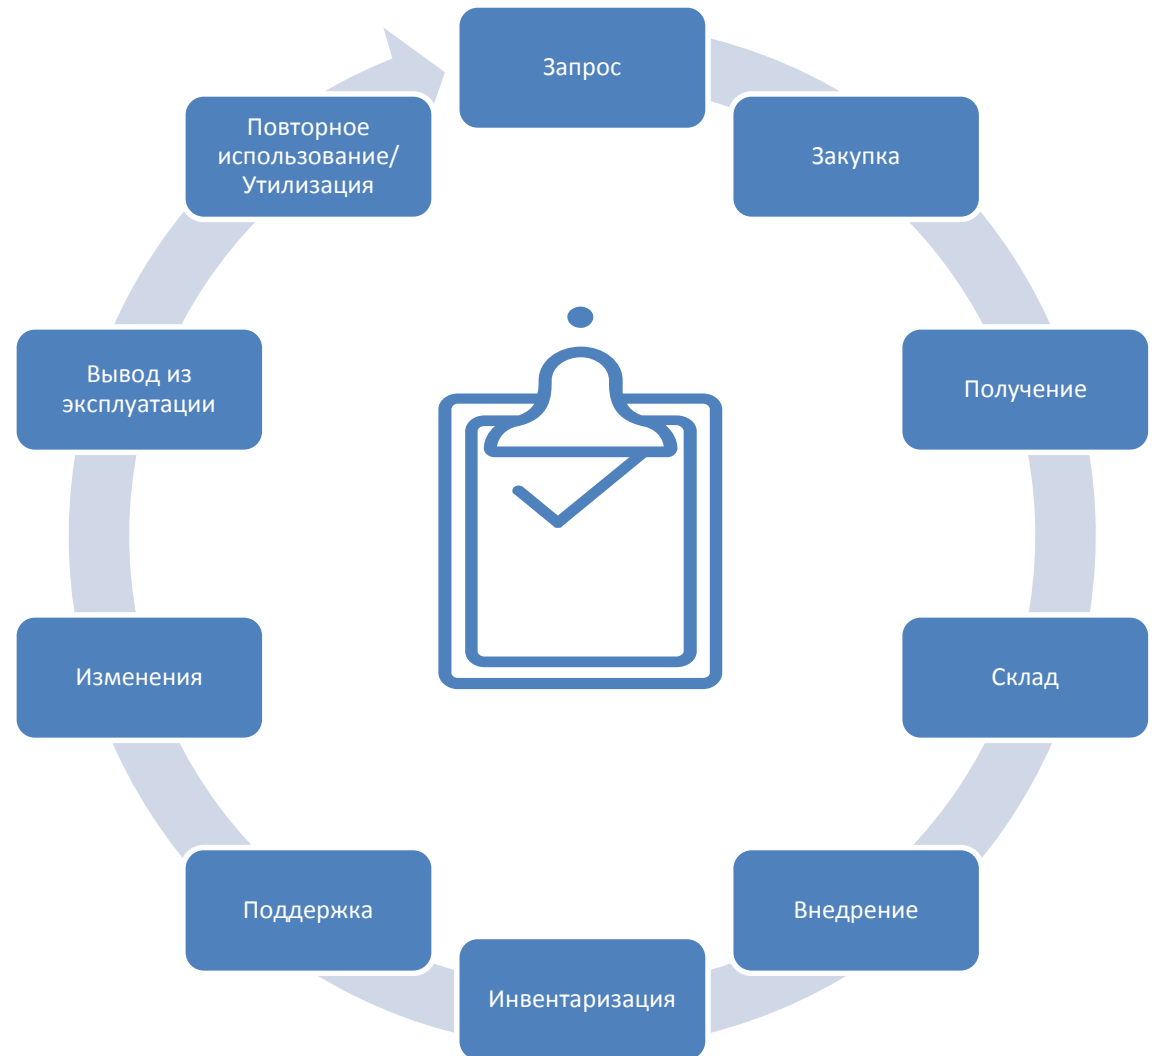 Запрос
Закупка
Получение
Склад
Внедрение
Инвентаризация
Поддержка
Изменения
Вывод из
эксплуатации
Повторное
использование/
Утилизация